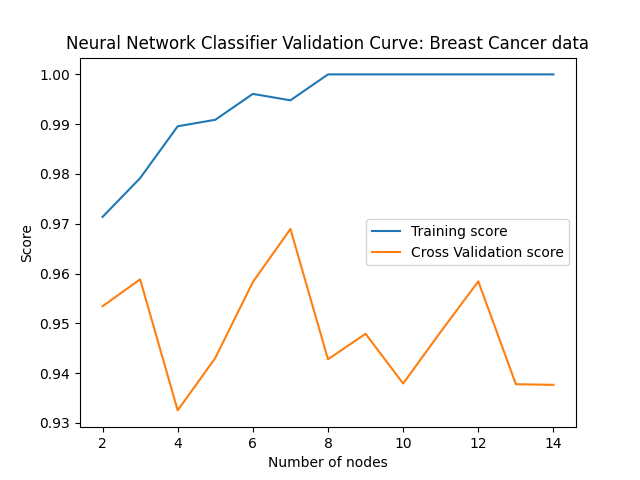 Neural Network Classifier Validation Curve: Breast Cancer data
1.00
0.99
0.98
0.97
0.96
0.95
0.94
0.93
Score
Training score
Cross Validation score
2 4 6 8 10 12 14
Number of nodes